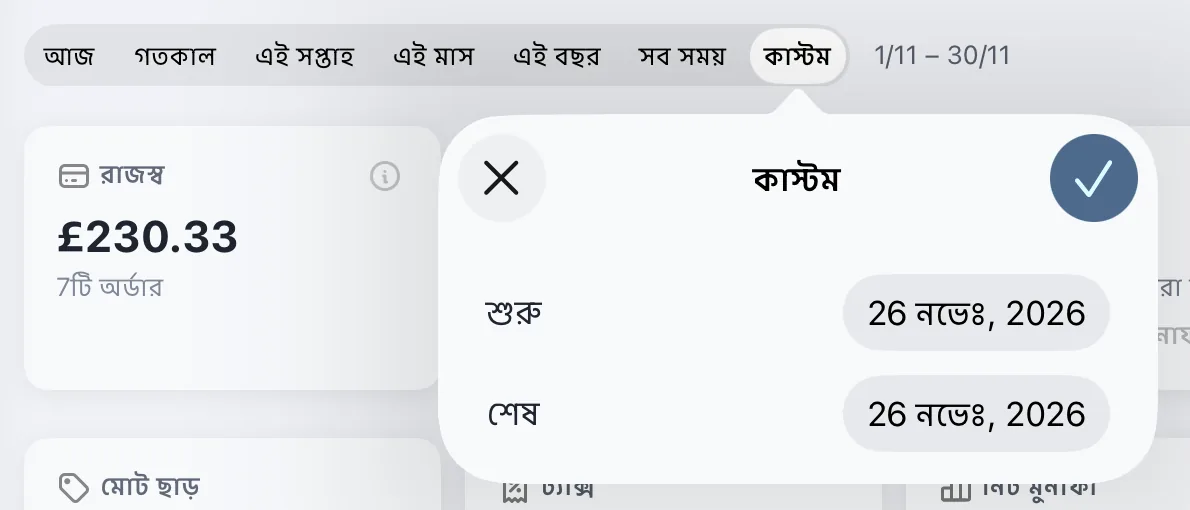 আজ গতকাল এই সপ্তাহ এই মাস এই বছর সব সময় কাস্টম 1/11 – 30/11
রাজস্ব
£230.33
7টি অর্ডার
কাস্টম
শুরু 26 নভেঃ, 2026
শেষ 26 নভেঃ, 2026
মোট ছাড় ট্যাক্স নিট মুনাফা